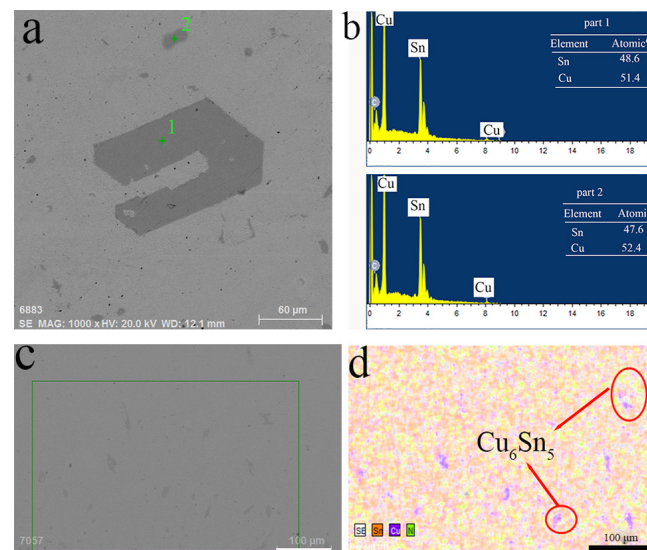 a
2
1
6883
60 µm
SE MAG: 1000 x HV: 20.0 kV WD: 12.1 mm
b
Cu
Sn
Cu
part 1
Element Atomic%
Sn 48.6
Cu 51.4
0 2 4 6 8 10 12 14 16 18
Cu
Sn
Cu
part 2
Element Atomic
Sn 47.6
Cu 52.4
0 2 4 6 8 10 12 14 16 18
c
7057
100 µm
d
Cu₆Sn₅
SE Sn Cu N
100 µm